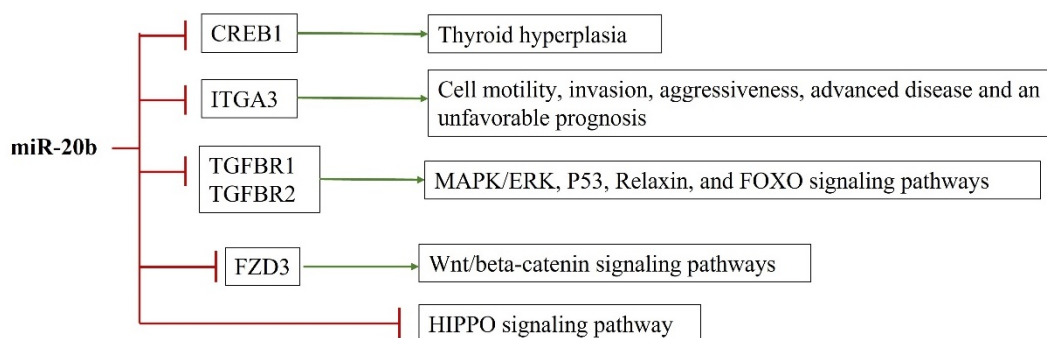 CREB1
Thyroid hyperplasia
ITGA3
Cell motility, invasion, aggressiveness, advanced disease and an
unfavorable prognosis
miR-20b
TGFBR1
TGFBR2
MAPK/ERK, P53, Relaxin, and FOXO signaling pathways
FZD3
Wnt/beta-catenin signaling pathways
HIPPO signaling pathway